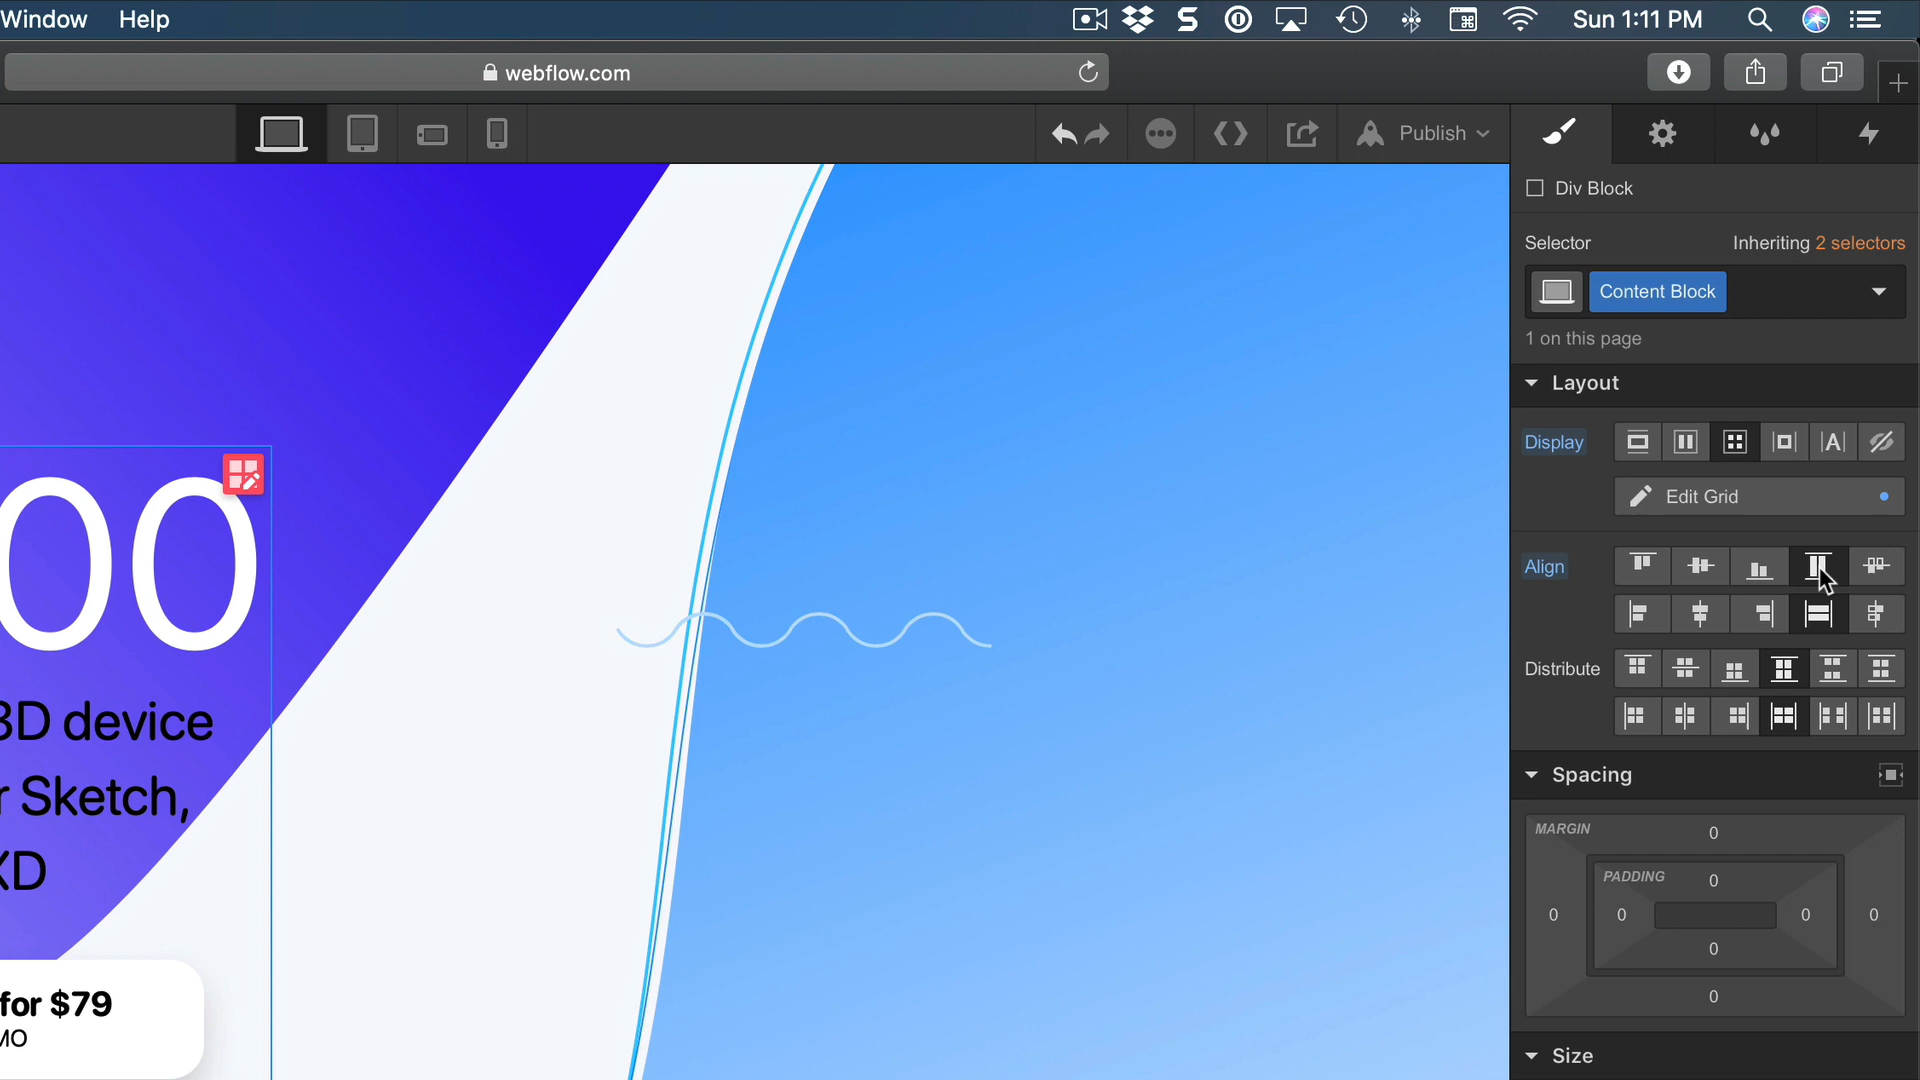 Window Help
Sun 1:11 PM
webflow.com
Publish
Div Block
Selector
Inheriting 2 selectors
Content Block
1 on this page
Layout
Display
Edit Grid
Align
Distribute
Spacing
MARGIN
0
PADDING
0
0 0 0 0
0
0
Size
00
3D device
r Sketch,
XD
for $79
MO